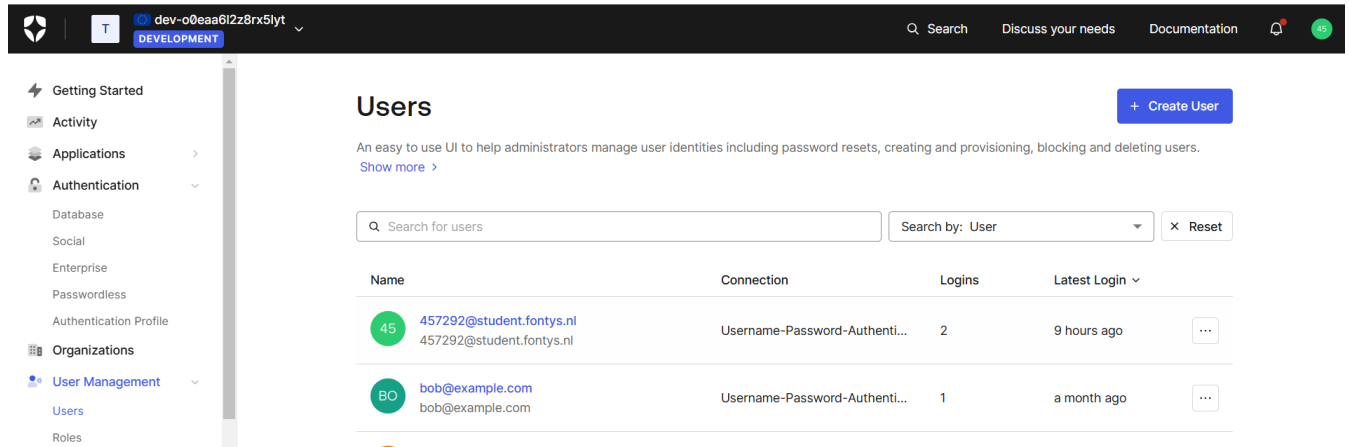 T
dev-o0eaa6l2z8rx5lyt
DEVELOPMENT
Search
Discuss your needs
Documentation
45
Getting Started
Activity
Applications
Authentication
Database
Social
Enterprise
Passwordless
Authentication Profile
Organizations
User Management
Users
Roles
Users
+ Create User
An easy to use UI to help administrators manage user identities including password resets, creating and provisioning, blocking and deleting users.
Show more >
Search for users
Search by: User
× Reset
Name Connection Logins Latest Login
45 457292@student.fontys.nl
457292@student.fontys.nl
Username-Password-Authenti... 2 9 hours ago ...
BO bob@example.com
bob@example.com
Username-Password-Authenti... 1 a month ago ...